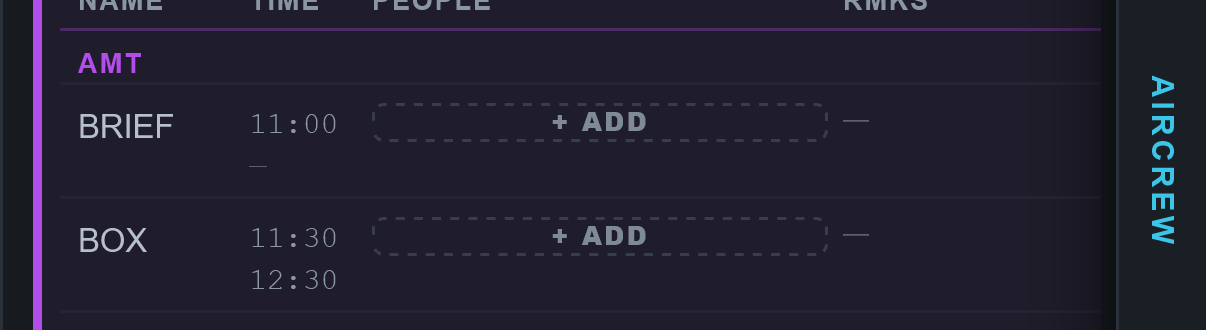 NAME TIME PEOPLE RMKS
AMT
BRIEF 11:00 + ADD —
—
BOX 11:30 + ADD —
12:30
AIRCREW